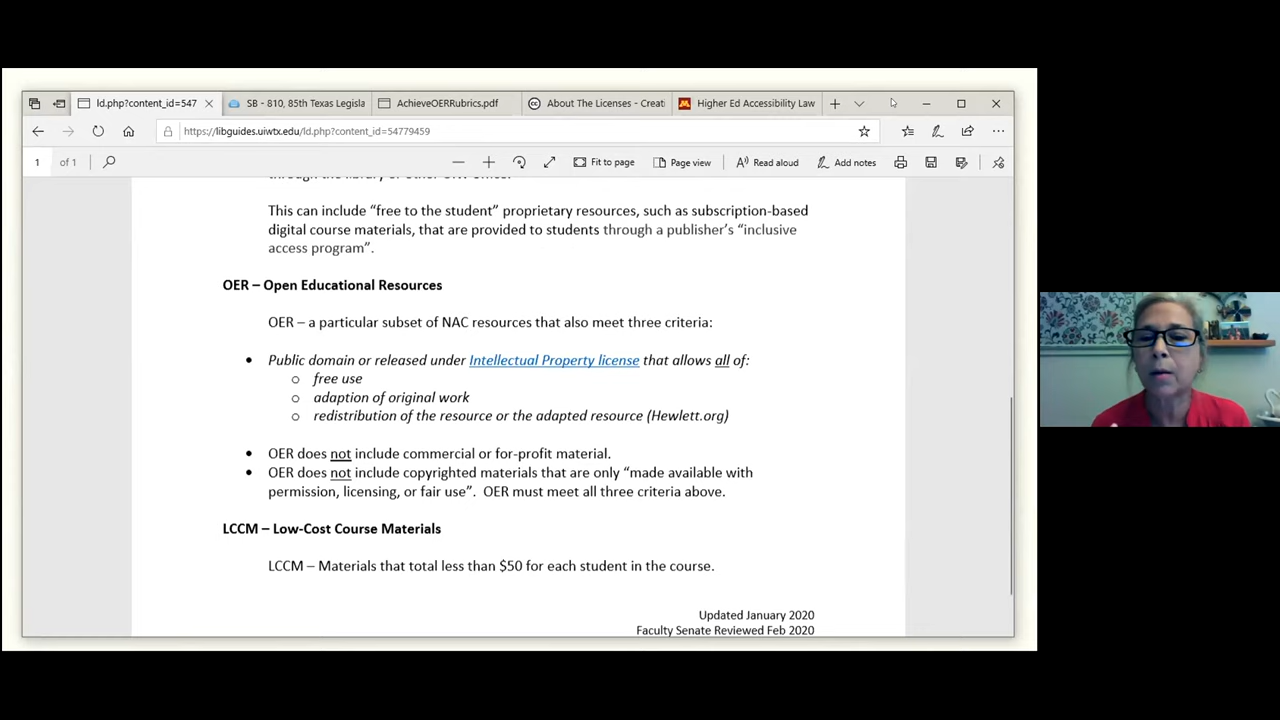 ld.php?content_id=547
SB - 810, 85th Texas Legisla
AchieveOERRubrics.pdf
About The Licenses - Creati
Higher Ed Accessibility Law
https://libguides.uiwtx.edu/ld.php?content_id=54779459
1 of 1
Fit to page
Page view
Read aloud
Add notes
This can include “free to the student” proprietary resources, such as subscription-based
digital course materials, that are provided to students through a publisher’s “inclusive
access program”.
OER – Open Educational Resources
OER – a particular subset of NAC resources that also meet three criteria:
• Public domain or released under Intellectual Property license that allows all of:
o free use
o adaption of original work
o redistribution of the resource or the adapted resource (Hewlett.org)
• OER does not include commercial or for-profit material.
• OER does not include copyrighted materials that are only “made available with
permission, licensing, or fair use”. OER must meet all three criteria above.
LCCM – Low-Cost Course Materials
LCCM – Materials that total less than $50 for each student in the course.
Updated January 2020
Faculty Senate Reviewed Feb 2020